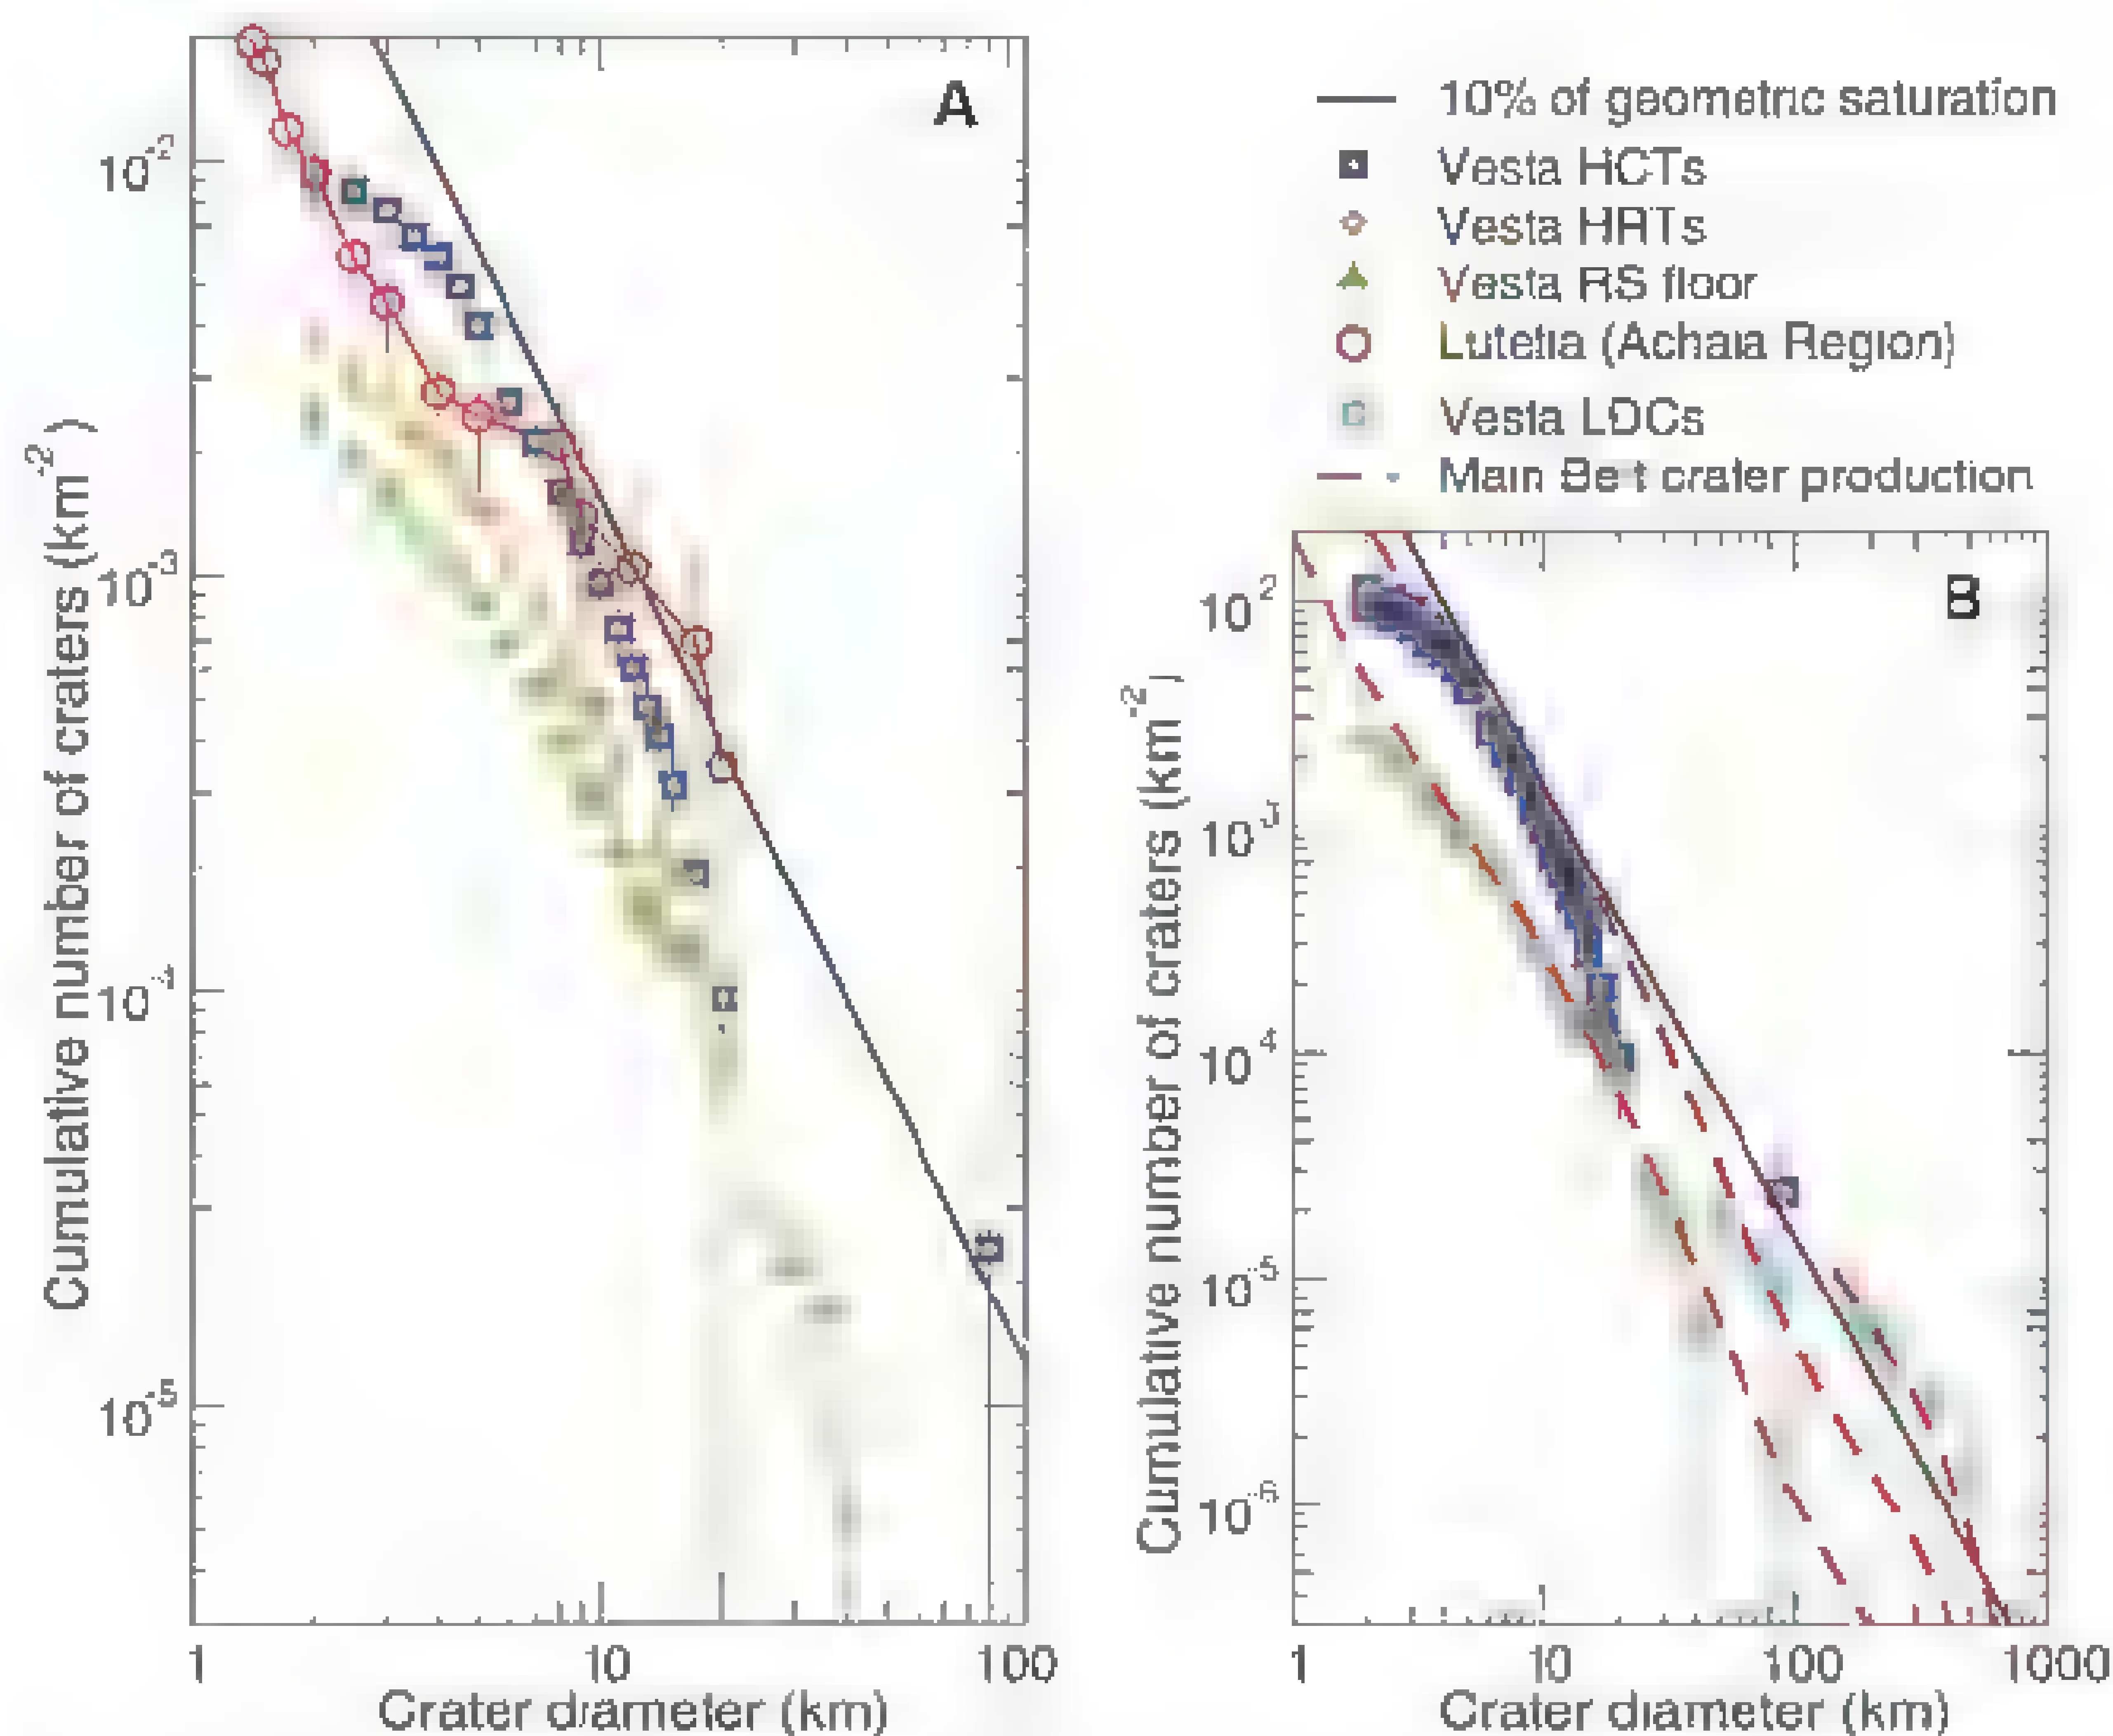 A
10% of geometric saturation
Vesta HCTs
Vesta HRTs
Vesta RS floor
Lutetia (Achaia Region)
Vesta LDCs
Main Belt crater production
Cumulative number of craters (km-2)
10-2
10-3
10-4
10-5
1 10 100
Crater diameter (km)
B
Cumulative number of craters (km-2)
10-2
10-3
10-4
10-5
10-6
1 10 100 1000
Crater diameter (km)